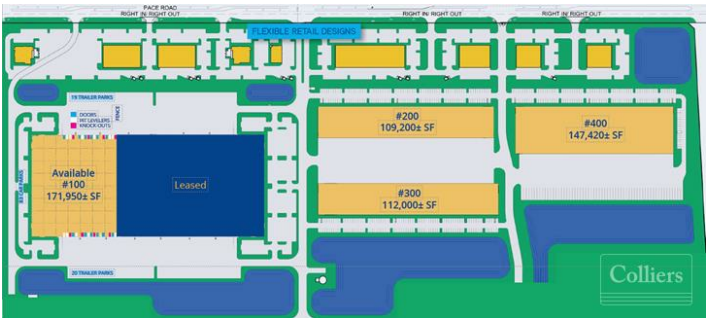 PACE ROAD
RIGHT IN/ RIGHT OUT
RIGHT IN/ RIGHT OUT
RIGHT IN/ RIGHT OUT
FLEXIBLE RETAIL DESIGNS
19 TRAILER PARKS
DOORS
PIT LEVELERS
KNOCK-OUTS
FENCE
#200
109,200± SF
#400
147,420± SF
Available
#100
171,950± SF
Leased
#300
112,000± SF
20 TRAILER PARKS
Colliers